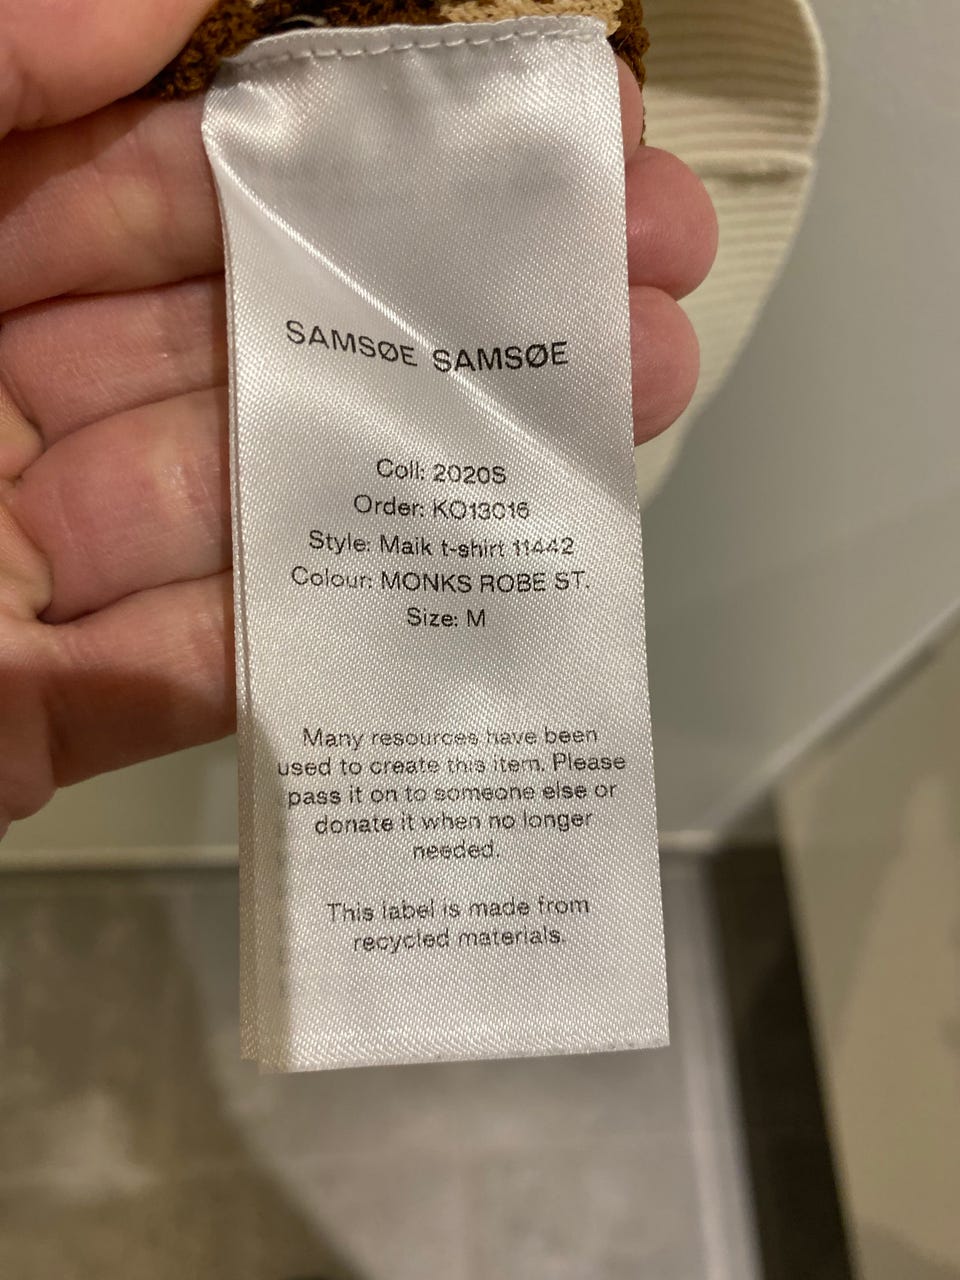 SAMSØE SAMSØE
Coll: 2020S
Order: KO13016
Style: Maik t-shirt 11442
Colour: MONKS ROBE ST.
Size: M
Many resources have been
used to create this item. Please
pass it on to someone else or
donate it when no longer
needed.
This label is made from
recycled materials.